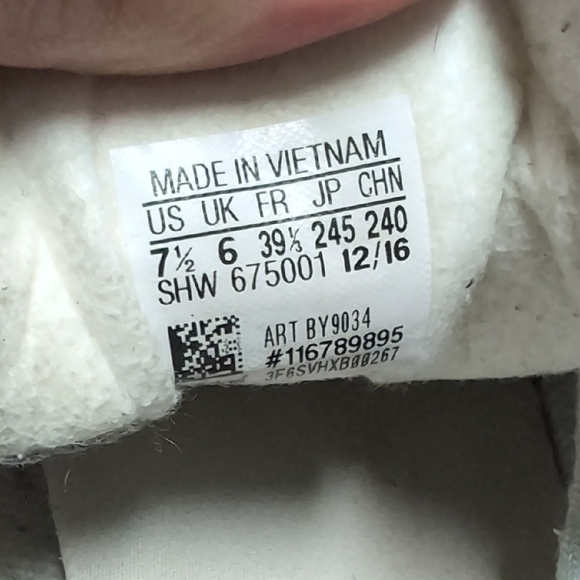 MADE IN VIETNAM
US UK FR JP CHN
7½ 6 39⅓ 245 240
SHW 675001 12/16
ART BY9034
#116789895
3F6SVHXB00267